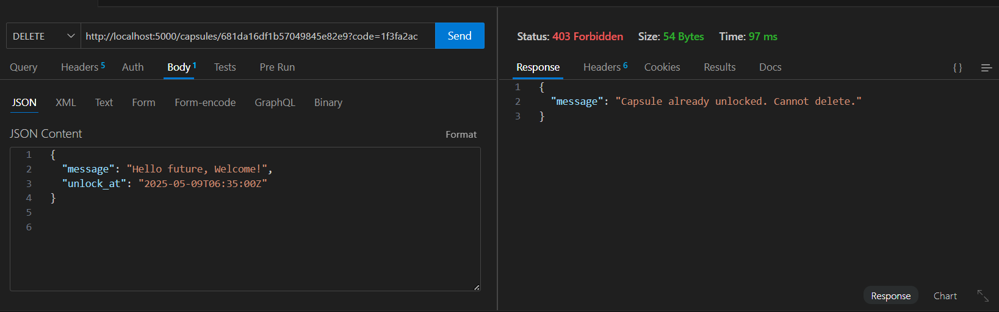 DELETE http://localhost:5000/capsules/681da16df1b57049845e82e9?code=1f3fa2ac Send
Query Headers 5 Auth Body 1 Tests Pre Run
JSON XML Text Form Form-encode GraphQL Binary
JSON Content Format
1 {
2 "message": "Hello future, Welcome!",
3 "unlock_at": "2025-05-09T06:35:00Z"
4 }
5
6
Status: 403 Forbidden Size: 54 Bytes Time: 97 ms
Response Headers 6 Cookies Results Docs {}
1 {
2 "message": "Capsule already unlocked. Cannot delete."
3 }
Response Chart